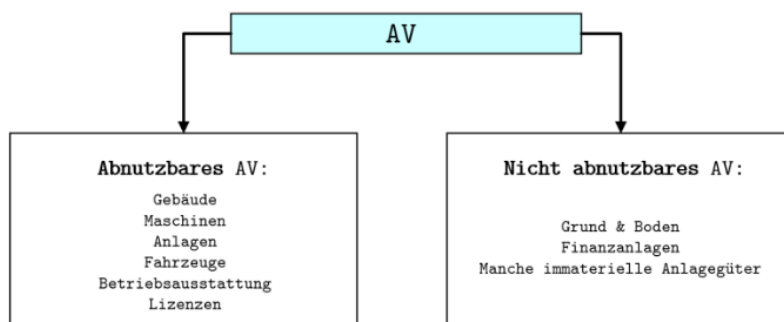 AV
Abnutzbares AV:
Gebäude
Maschinen
Anlagen
Fahrzeuge
Betriebsausstattung
Lizenzen
Nicht abnutzbares AV:
Grund & Boden
Finanzanlagen
Manche immaterielle Anlagegüter